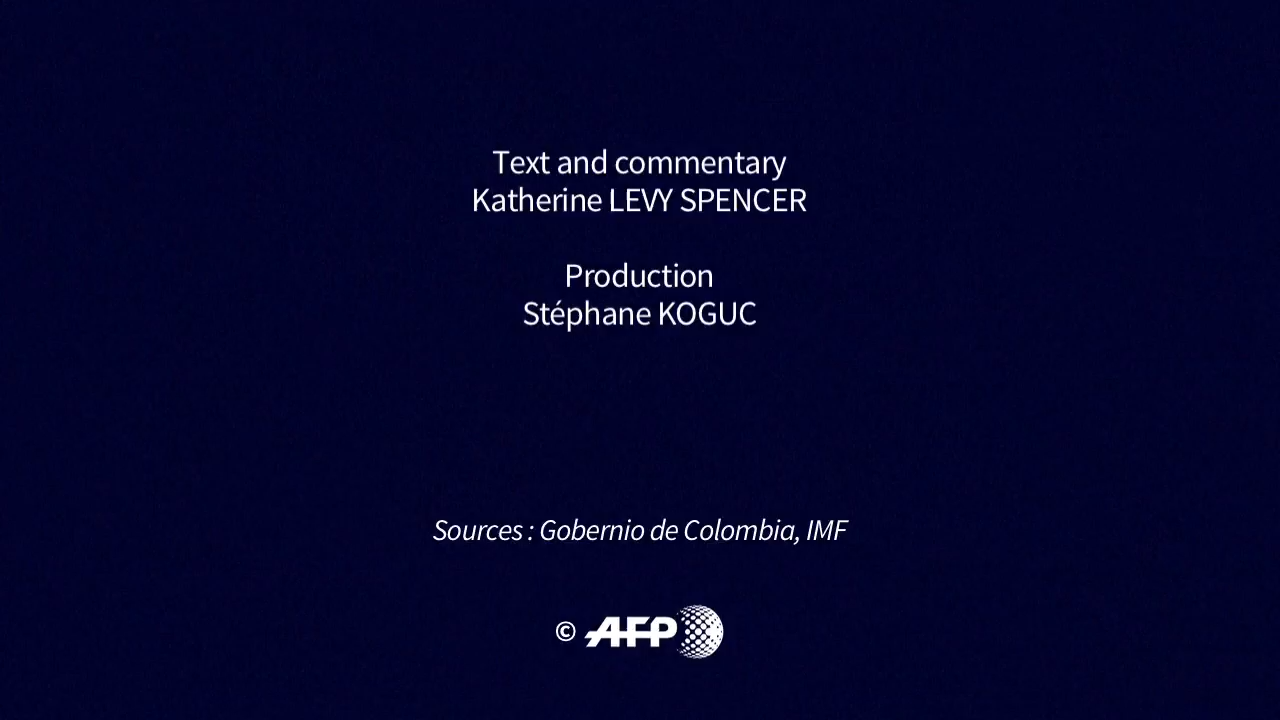 Text and commentary
Katherine LEVY SPENCER
Production
Stéphane KOGUC
Sources : Gobernio de Colombia, IMF
© AFP